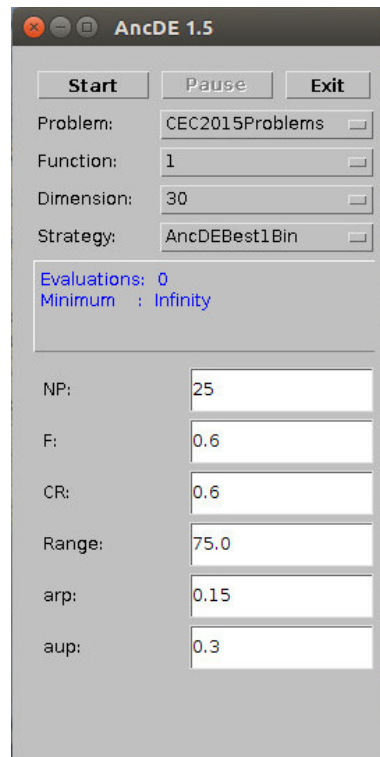 AncDE 1.5
Start Pause Exit
Problem: CEC2015Problems
Function: 1
Dimension: 30
Strategy: AncDEBest1Bin
Evaluations: 0
Minimum : Infinity
NP: 25
F: 0.6
CR: 0.6
Range: 75.0
arp: 0.15
aup: 0.3